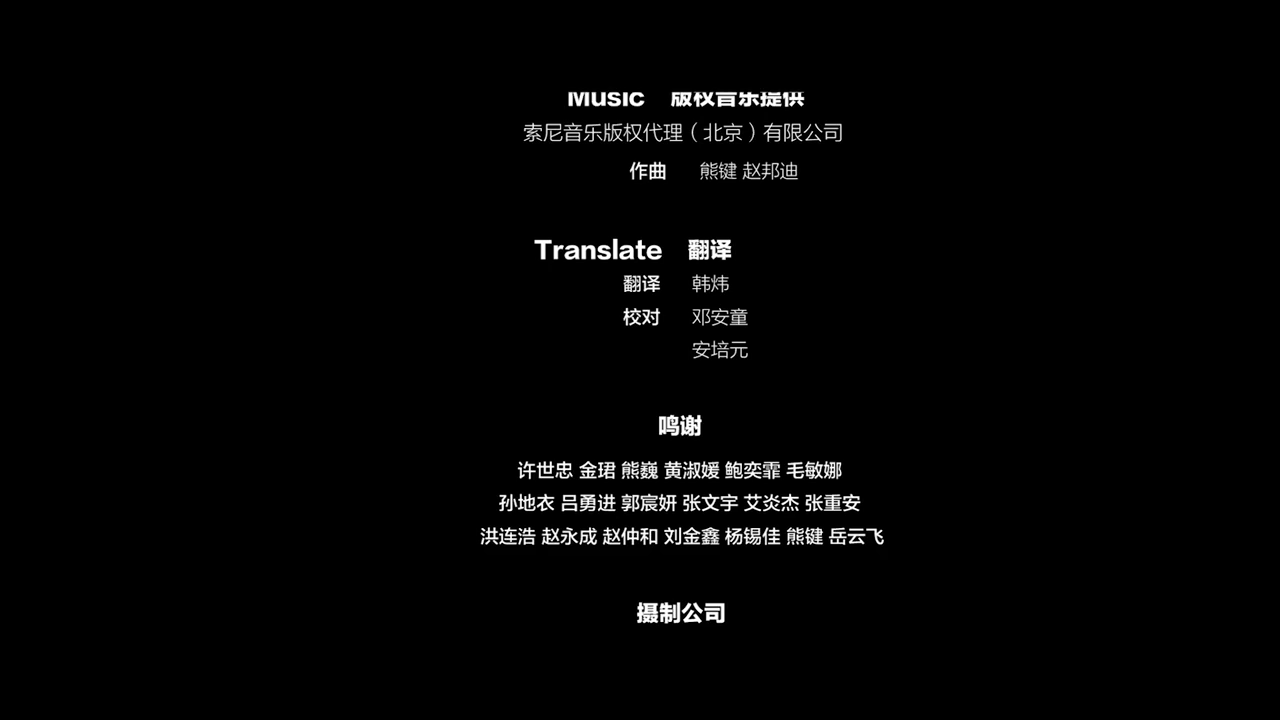 MUSIC 版权音乐提供
索尼音乐版权代理（北京）有限公司
作曲 熊键 赵邦迪
Translate 翻译
翻译 韩炜
校对 邓安童
安培元
鸣谢
许世忠 金珺 熊巍 黄淑媛 鲍奕霏 毛敏娜
孙地衣 吕勇进 郭宸妍 张文宇 艾炎杰 张重安
洪连浩 赵永成 赵仲和 刘金鑫 杨锡佳 熊键 岳云飞
摄制公司